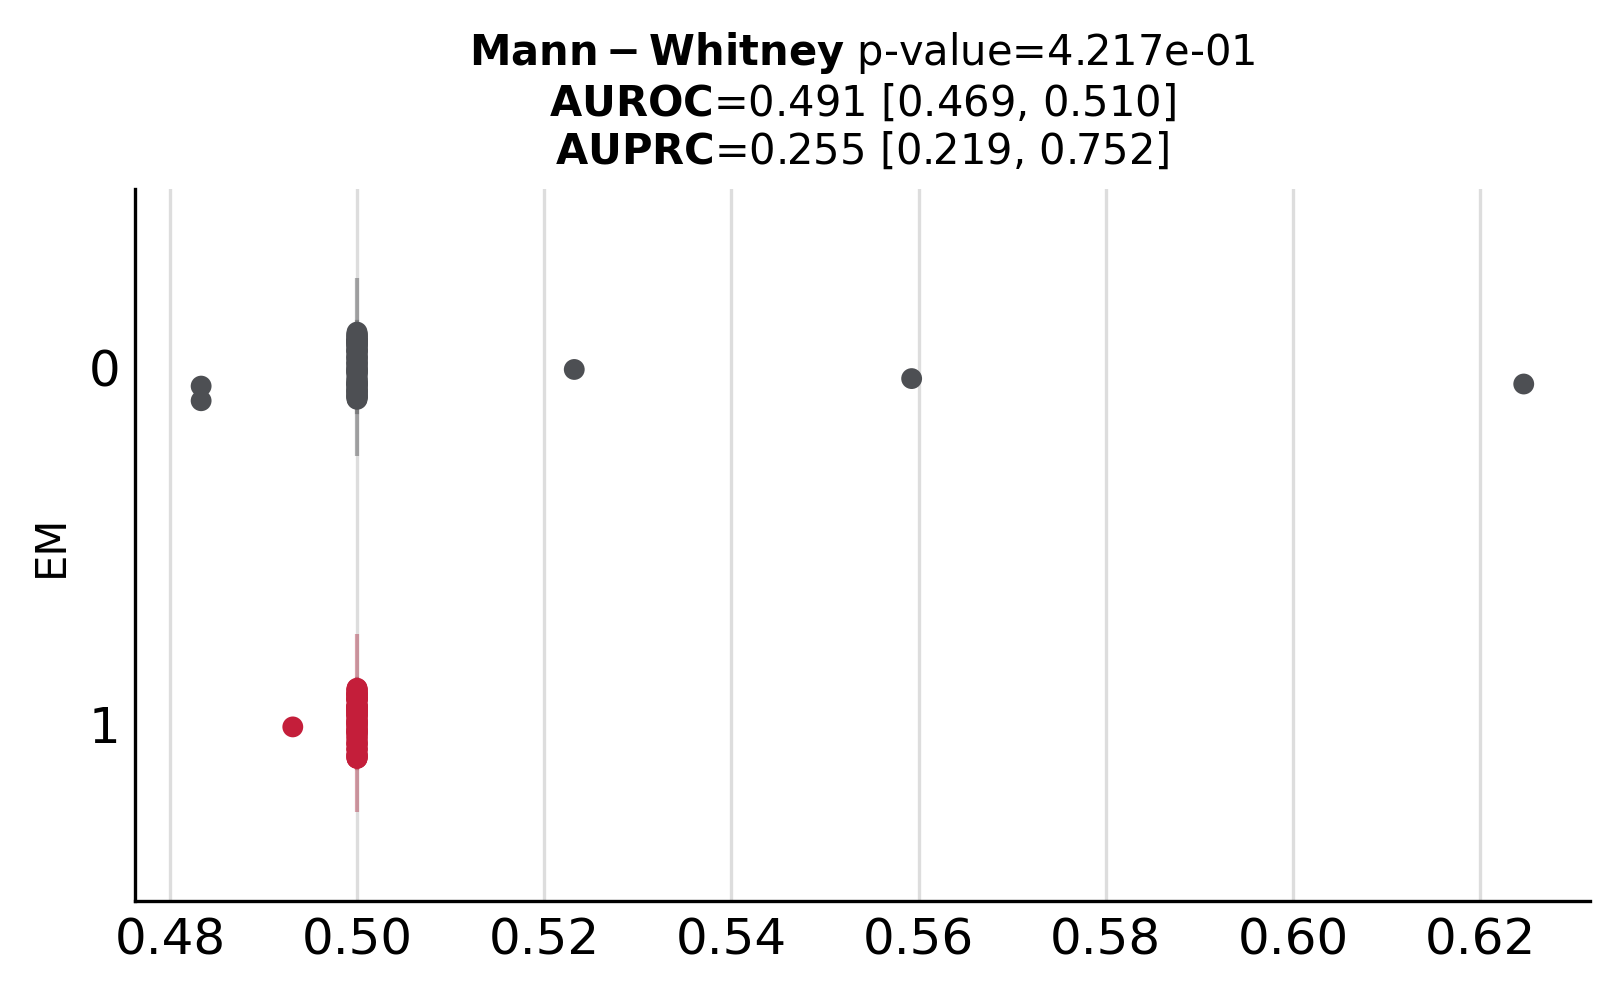 Mann − Whitney p-value=4.217e-01
AUROC=0.491 [0.469, 0.510]
AUPRC=0.255 [0.219, 0.752]
0
EM
1
0.48 0.50 0.52 0.54 0.56 0.58 0.60 0.62